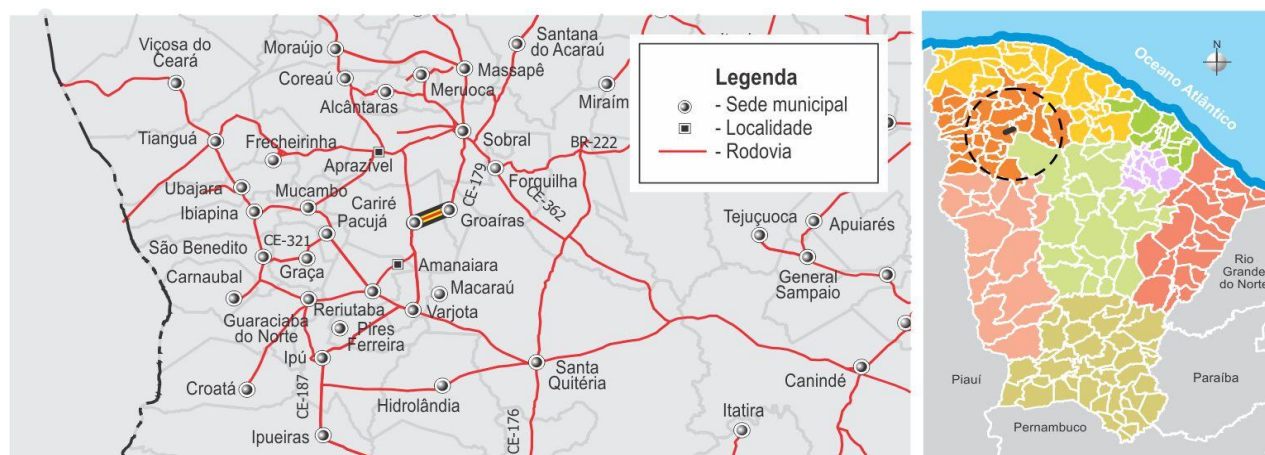 Viçosa do
Ceará
Moraújo
Coreaú
Alcântaras
Massapê
Meruoca
Santana
do Acaraú
Miraím
Legenda
- Sede municipal
- Localidade
- Rodovia
Tianguá
Frecheirinha
Aprazível
Sobral
BR-222
Ubajara
Mucambo
Ibiapina
Cariré
Pacujá
CE-179
Forquilha
CE-362
Groaíras
Tejuçuoca
Apuiarés
São Benedito
CE-321
Graça
Carnaubal
Amanaiara
Macaraú
General
Sampaio
Guaraciaba
do Norte
Reriutaba
Pires
Ferreira
Varjota
Ipú
Croatá
CE-187
Hidrolândia
Santa
Quitéria
Canindé
Ipueiras
CE-176
Itatira
N
Oceano Atlântico
Rio
Grande
do Norte
Piauí
Paraíba
Pernambuco